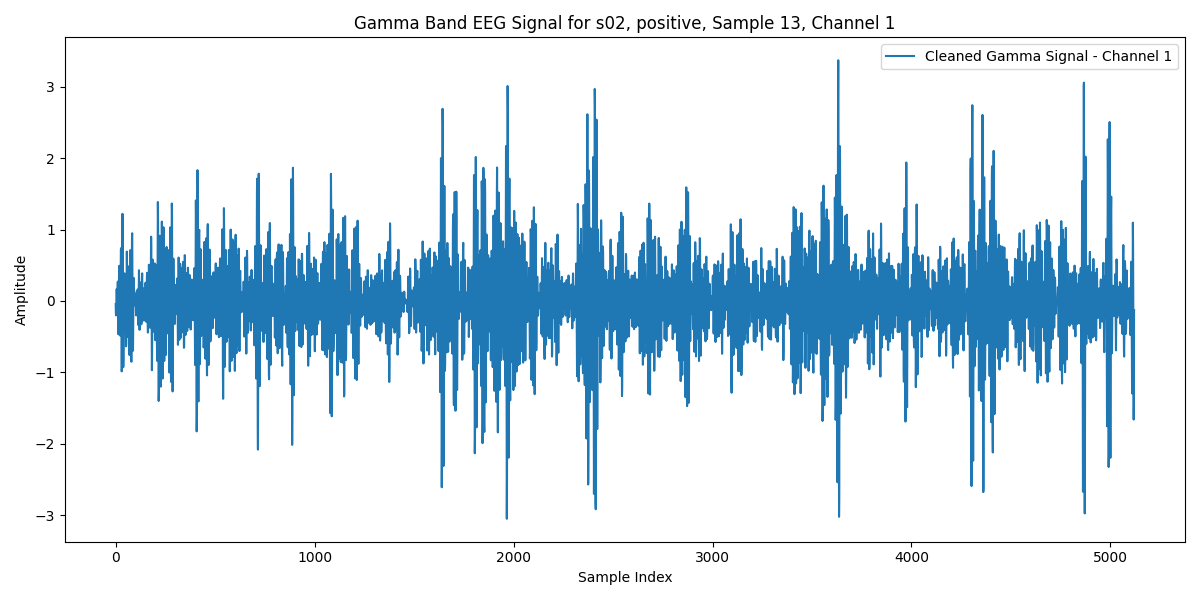 Gamma Band EEG Signal for s02, positive, Sample 13, Channel 1
Cleaned Gamma Signal - Channel 1
3
2
1
0
−1
−2
−3
Amplitude
0 1000 2000 3000 4000 5000
Sample Index